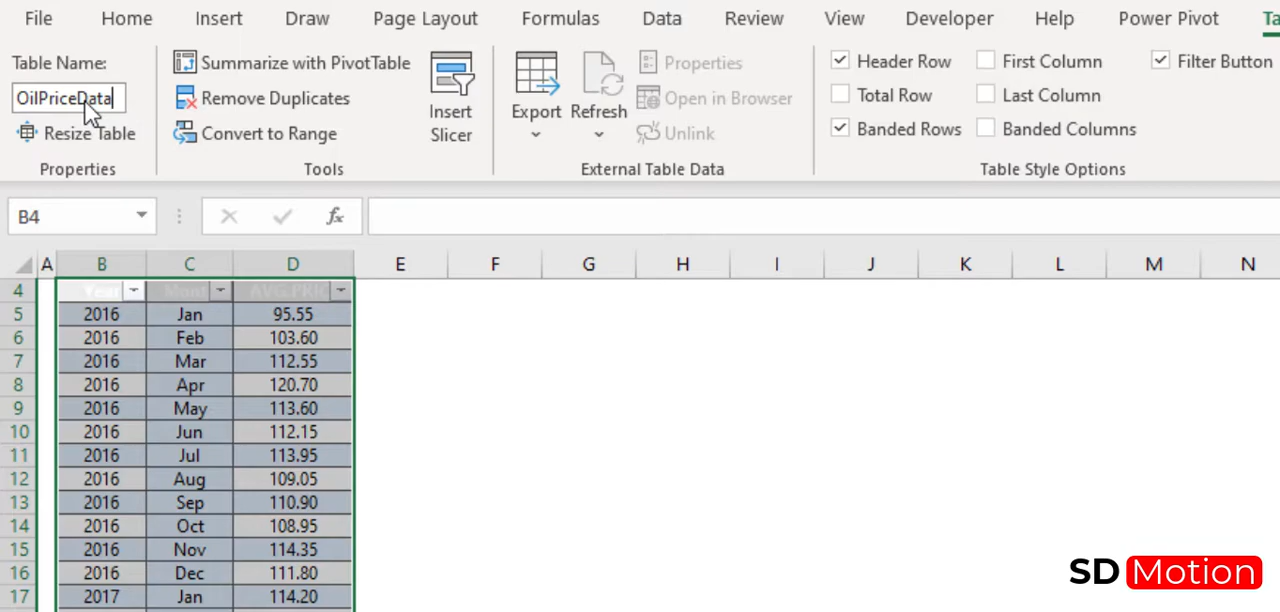 File Home Insert Draw Page Layout Formulas Data Review View Developer Help Power Pivot Ta
Table Name:
OilPriceData
Resize Table
Properties
Summarize with PivotTable
Remove Duplicates
Convert to Range
Tools
Insert
Slicer
Export
Refresh
Properties
Open in Browser
Unlink
External Table Data
Header Row
Total Row
Banded Rows
First Column
Last Column
Banded Columns
Filter Button
Table Style Options
B4
fx
A B C D E F G H I J K L M N
4 Year
5 2016 Jan 95.55
6 2016 Feb 103.60
7 2016 Mar 112.55
8 2016 Apr 120.70
9 2016 May 113.60
10 2016 Jun 112.15
11 2016 Jul 113.95
12 2016 Aug 109.05
13 2016 Sep 110.90
14 2016 Oct 108.95
15 2016 Nov 114.35
16 2016 Dec 111.80
17 2017 Jan 114.20
SD Motion